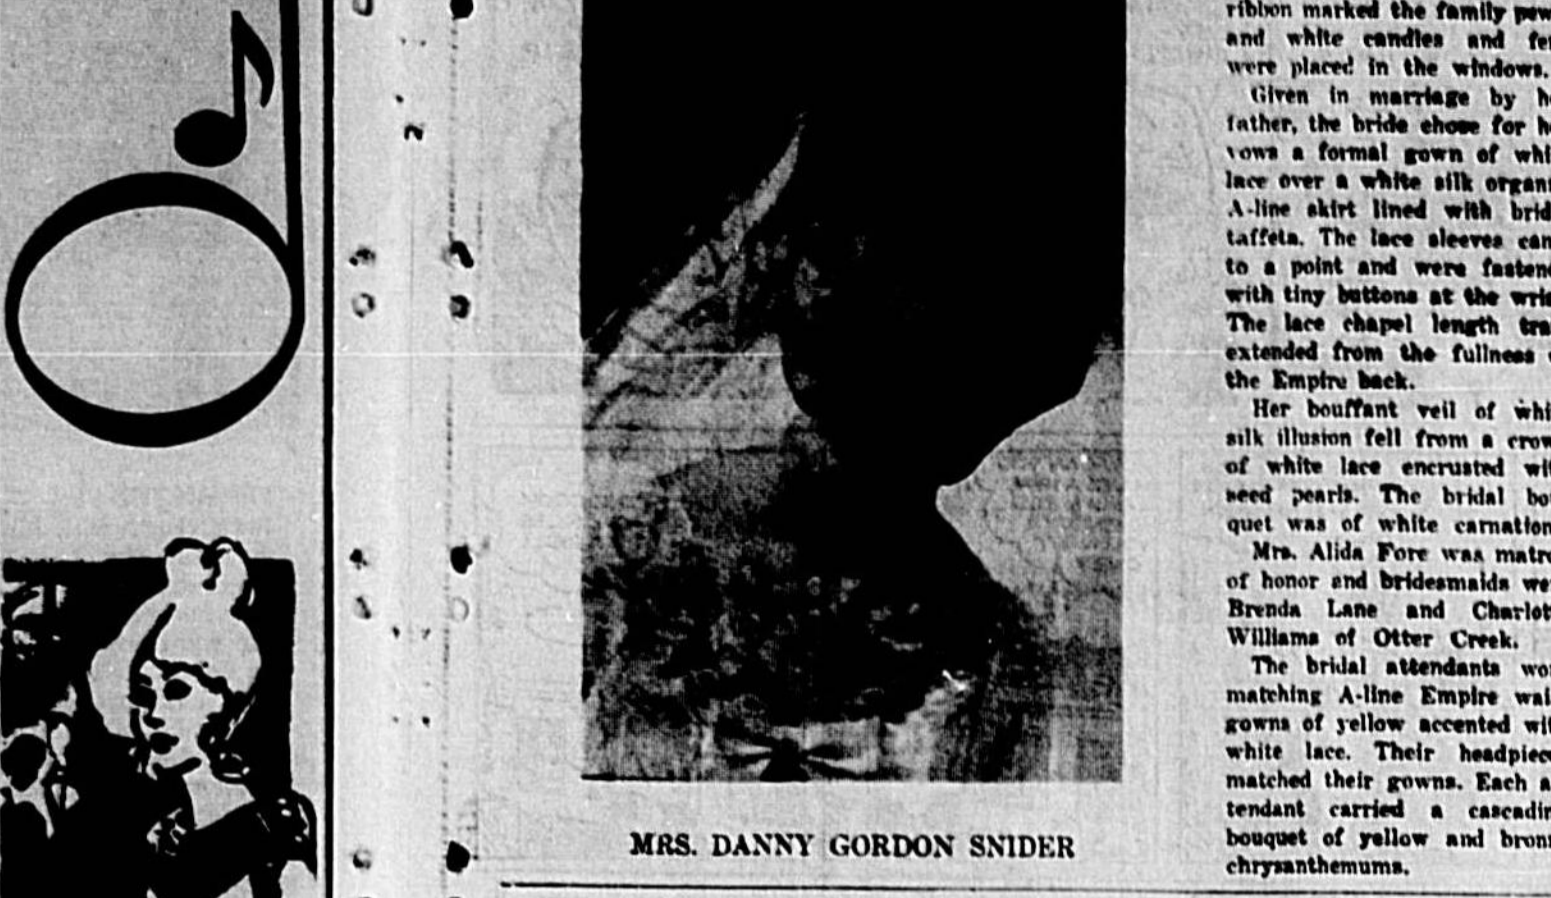 MRS. DANNY GORDON SNIDER
ribbon marked the family
and white candles and
were placed in the windows.
Given in marriage by
father, the bride chose for
vows a formal gown of
lace over a white silk
A-line skirt lined with
taffeta. The lace sleeves
to a point and were
with tiny buttons at the
The lace chapel length
extended from the fullness
the Empire back.
Her bouffant veil of
silk illusion fell from a
of white lace encrusted
seed pearls. The bridal
quet was of white
Mrs. Alida Fore was
of honor and bridesmaids
Brenda Lane and
Williams of Otter Creek.
The bridal attendants
matching A-line Empire
gowns of yellow accented
white lace. Their
matched their gowns. Each
tendant carried a
bouquet of yellow and
chrysanthemums.